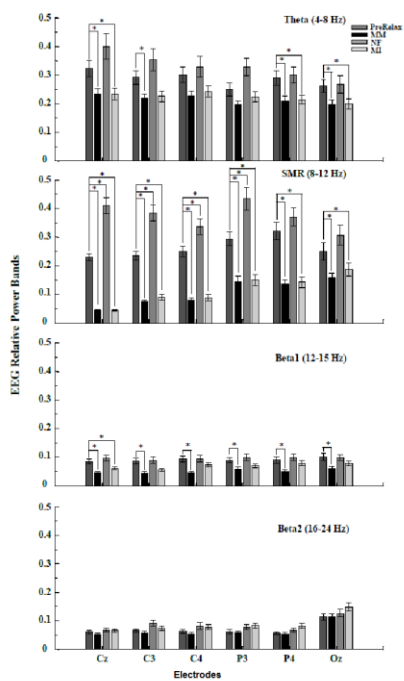 Theta (4-8 Hz)
PreRelax
MM
NF
MI
0.5
0.4
0.3
0.2
0.1
0
* * * * * * *
SMR (8-12 Hz)
0.5
0.4
0.3
0.2
0.1
0
* * * * * * * * * * * * * * * *
EEG Relative Power Bands
Beta1 (12-15 Hz)
0.5
0.4
0.3
0.2
0.1
0
* * * * * * *
Beta2 (16-24 Hz)
0.5
0.4
0.3
0.2
0.1
0
Cz C3 C4 P3 P4 Oz
Electrodes